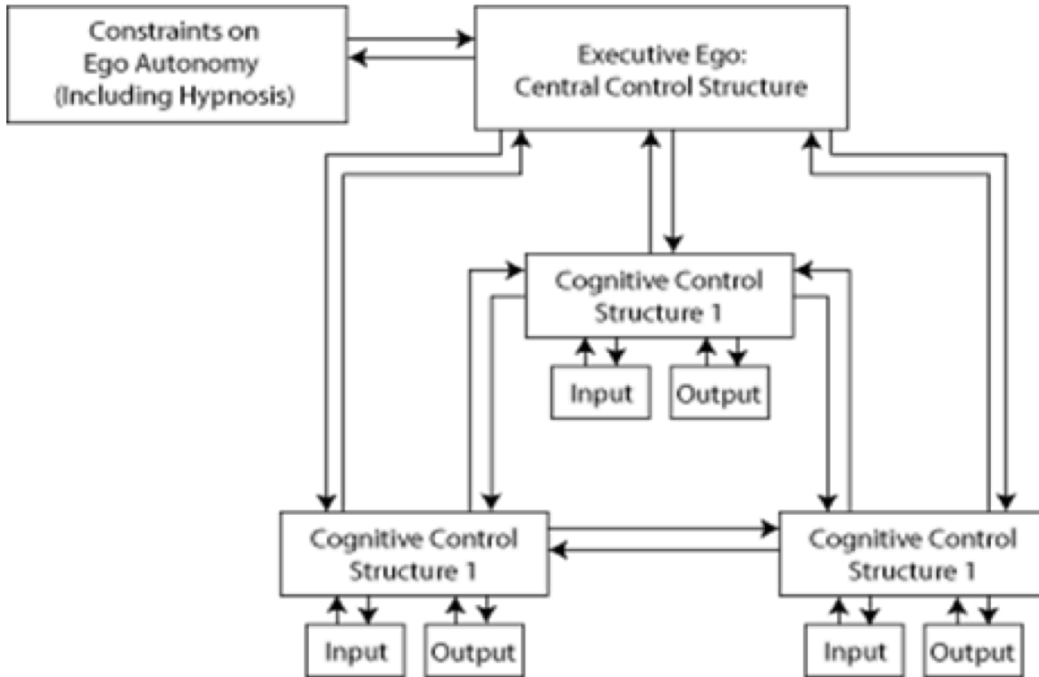 Constraints on
Ego Autonomy
(Including Hypnosis)
Executive Ego:
Central Control Structure
Cognitive Control
Structure 1
Input
Output
Cognitive Control
Structure 1
Input
Output
Cognitive Control
Structure 1
Input
Output